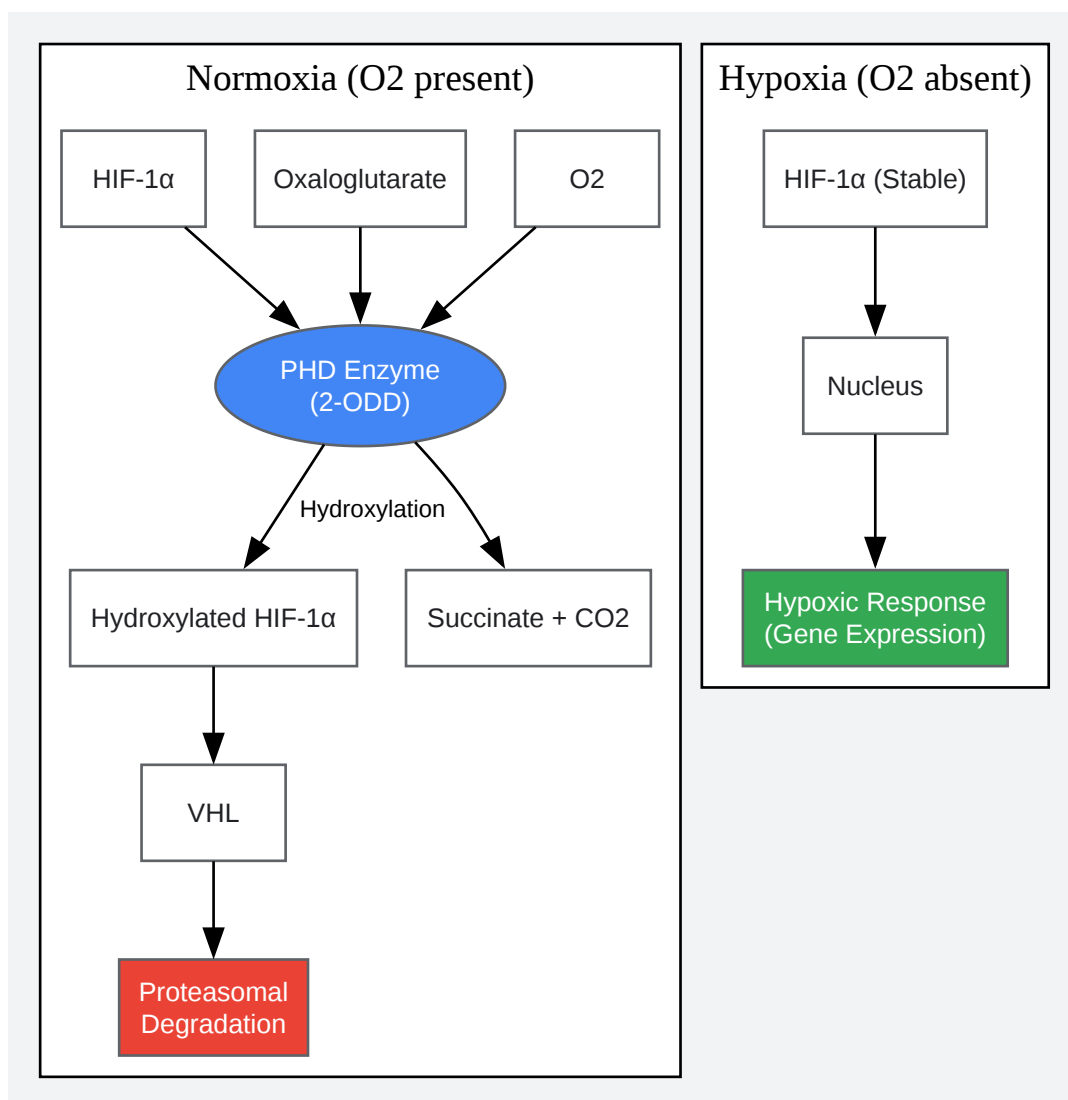 Normoxia (O2 present)
HIF-1α
Oxaloglutarate
O2
PHD Enzyme
(2-ODD)
Hydroxylation
Hydroxylated HIF-1α
Succinate + CO2
VHL
Proteasomal
Degradation
Hypoxia (O2 absent)
HIF-1α (Stable)
Nucleus
Hypoxic Response
(Gene Expression)